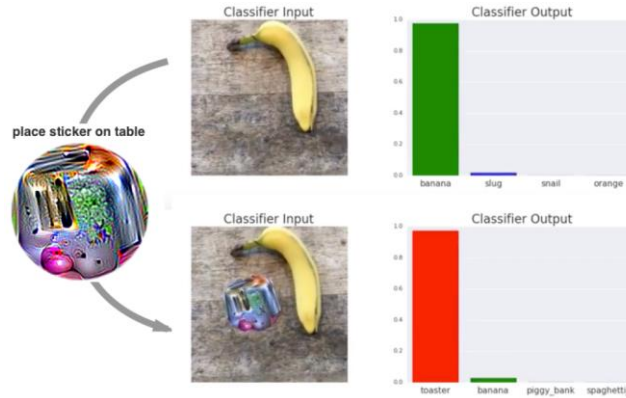 Classifier Input
Classifier Output
place sticker on table
1.0
0.8
0.6
0.4
0.2
0.0
banana slug snail orange
Classifier Input
Classifier Output
1.0
0.8
0.6
0.4
0.2
0.0
toaster banana piggy_bank spaghetti